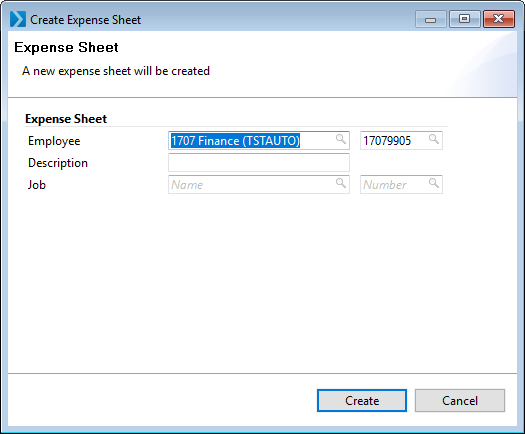 Create Expense Sheet
Expense Sheet
A new expense sheet will be created
Expense Sheet
Employee 1707 Finance (TSTAUTO) 17079905
Description
Job Name Number
Create Cancel